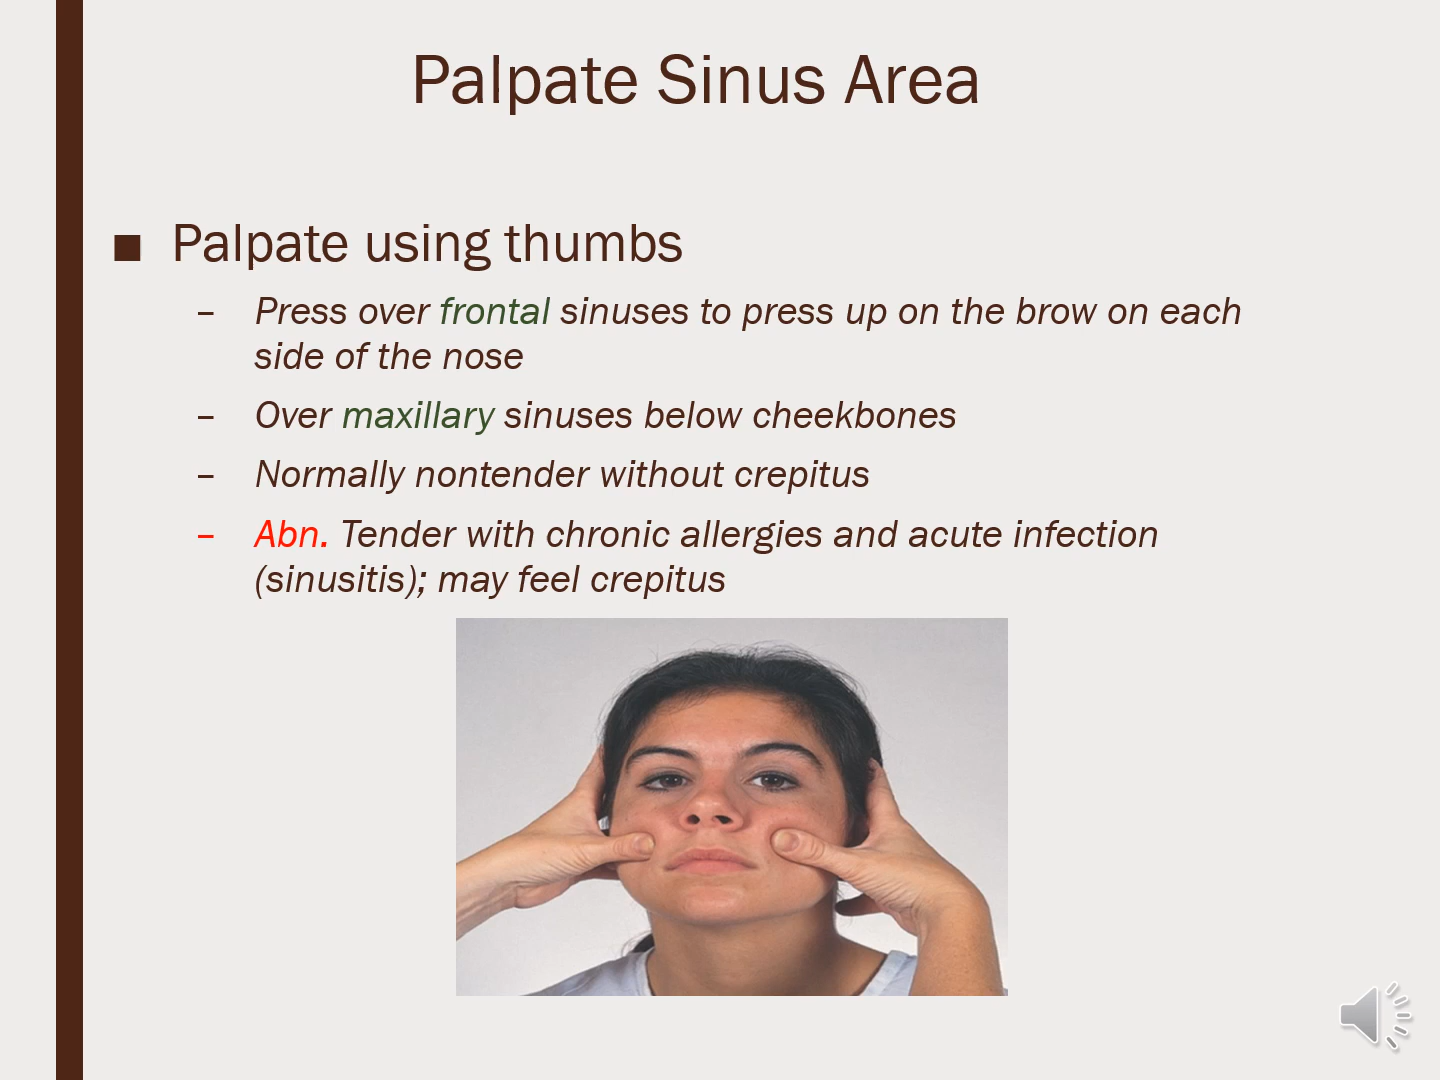 Palpate Sinus Area
■ Palpate using thumbs
– Press over frontal sinuses to press up on the brow on each
side of the nose
– Over maxillary sinuses below cheekbones
– Normally nontender without crepitus
– Abn. Tender with chronic allergies and acute infection
(sinusitis); may feel crepitus